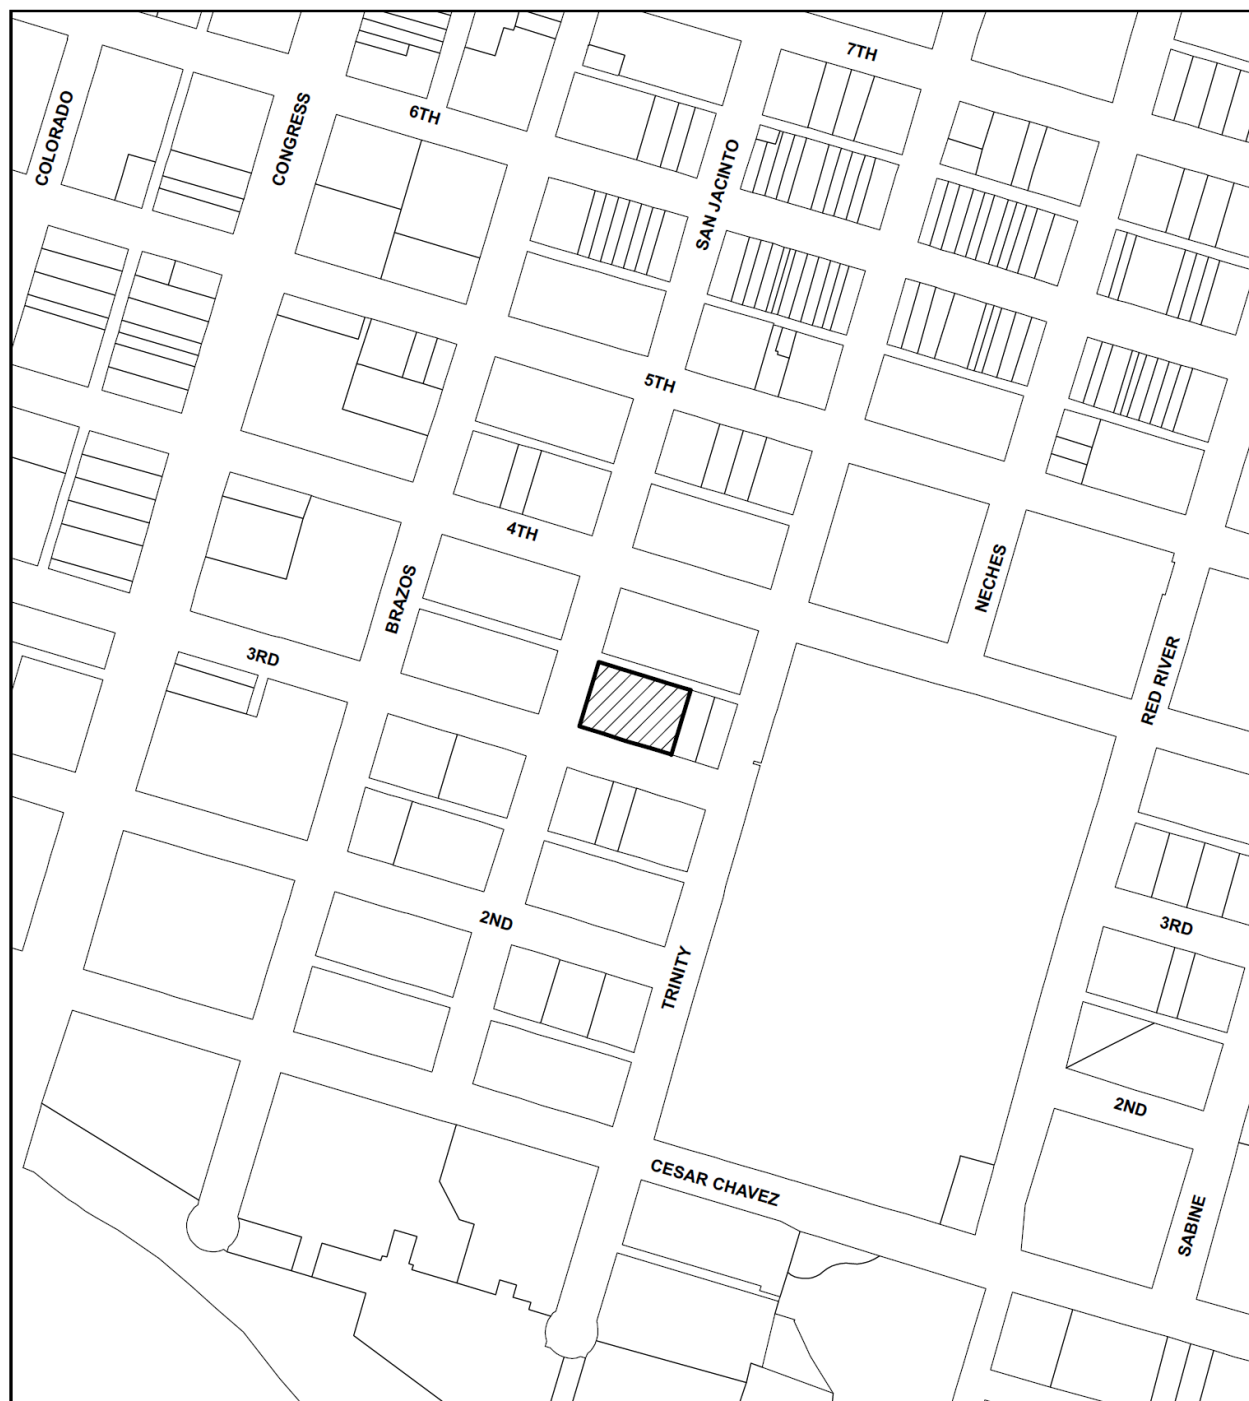 7TH
6TH
COLORADO
CONGRESS
SAN JACINTO
5TH
4TH
BRAZOS
NECHES
3RD
RED RIVER
2ND
3RD
TRINITY
2ND
CESAR CHAVEZ
SABINE